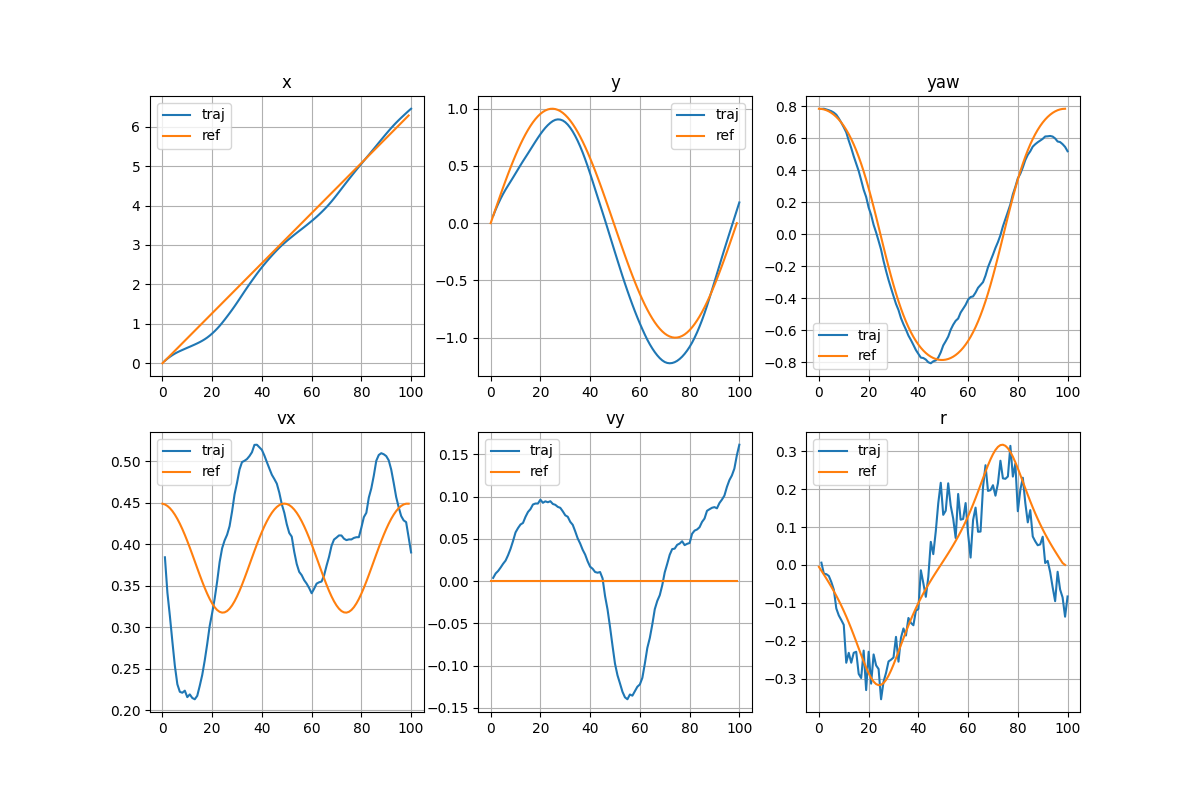 x
traj
ref
6
5
4
3
2
1
0
0 20 40 60 80 100
y
traj
ref
1.0
0.5
0.0
−0.5
−1.0
0 20 40 60 80 100
yaw
traj
ref
0.8
0.6
0.4
0.2
0.0
−0.2
−0.4
−0.6
−0.8
0 20 40 60 80 100
vx
traj
ref
0.50
0.45
0.40
0.35
0.30
0.25
0.20
0 20 40 60 80 100
vy
traj
ref
0.15
0.10
0.05
0.00
−0.05
−0.10
−0.15
0 20 40 60 80 100
r
traj
ref
0.3
0.2
0.1
0.0
−0.1
−0.2
−0.3
0 20 40 60 80 100